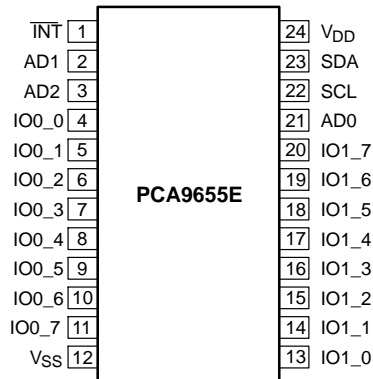 I̅N̅T̅ 1 24 VDD
AD1 2 23 SDA
AD2 3 22 SCL
IO0_0 4 21 AD0
IO0_1 5 20 IO1_7
IO0_2 6 19 IO1_6
PCA9655E
IO0_3 7 18 IO1_5
IO0_4 8 17 IO1_4
IO0_5 9 16 IO1_3
IO0_6 10 15 IO1_2
IO0_7 11 14 IO1_1
VSS 12 13 IO1_0